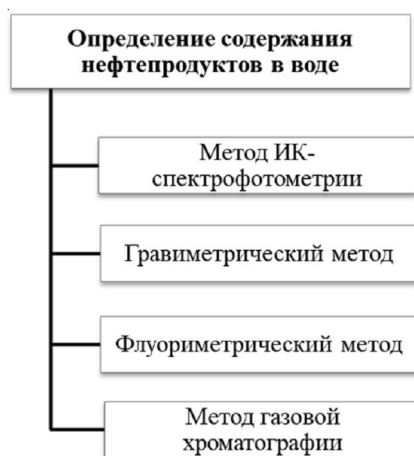 Определение содержания
нефтепродуктов в воде
Метод ИК-
спектрофотометрии
Гравиметрический метод
Флуориметрический метод
Метод газовой
хроматографии